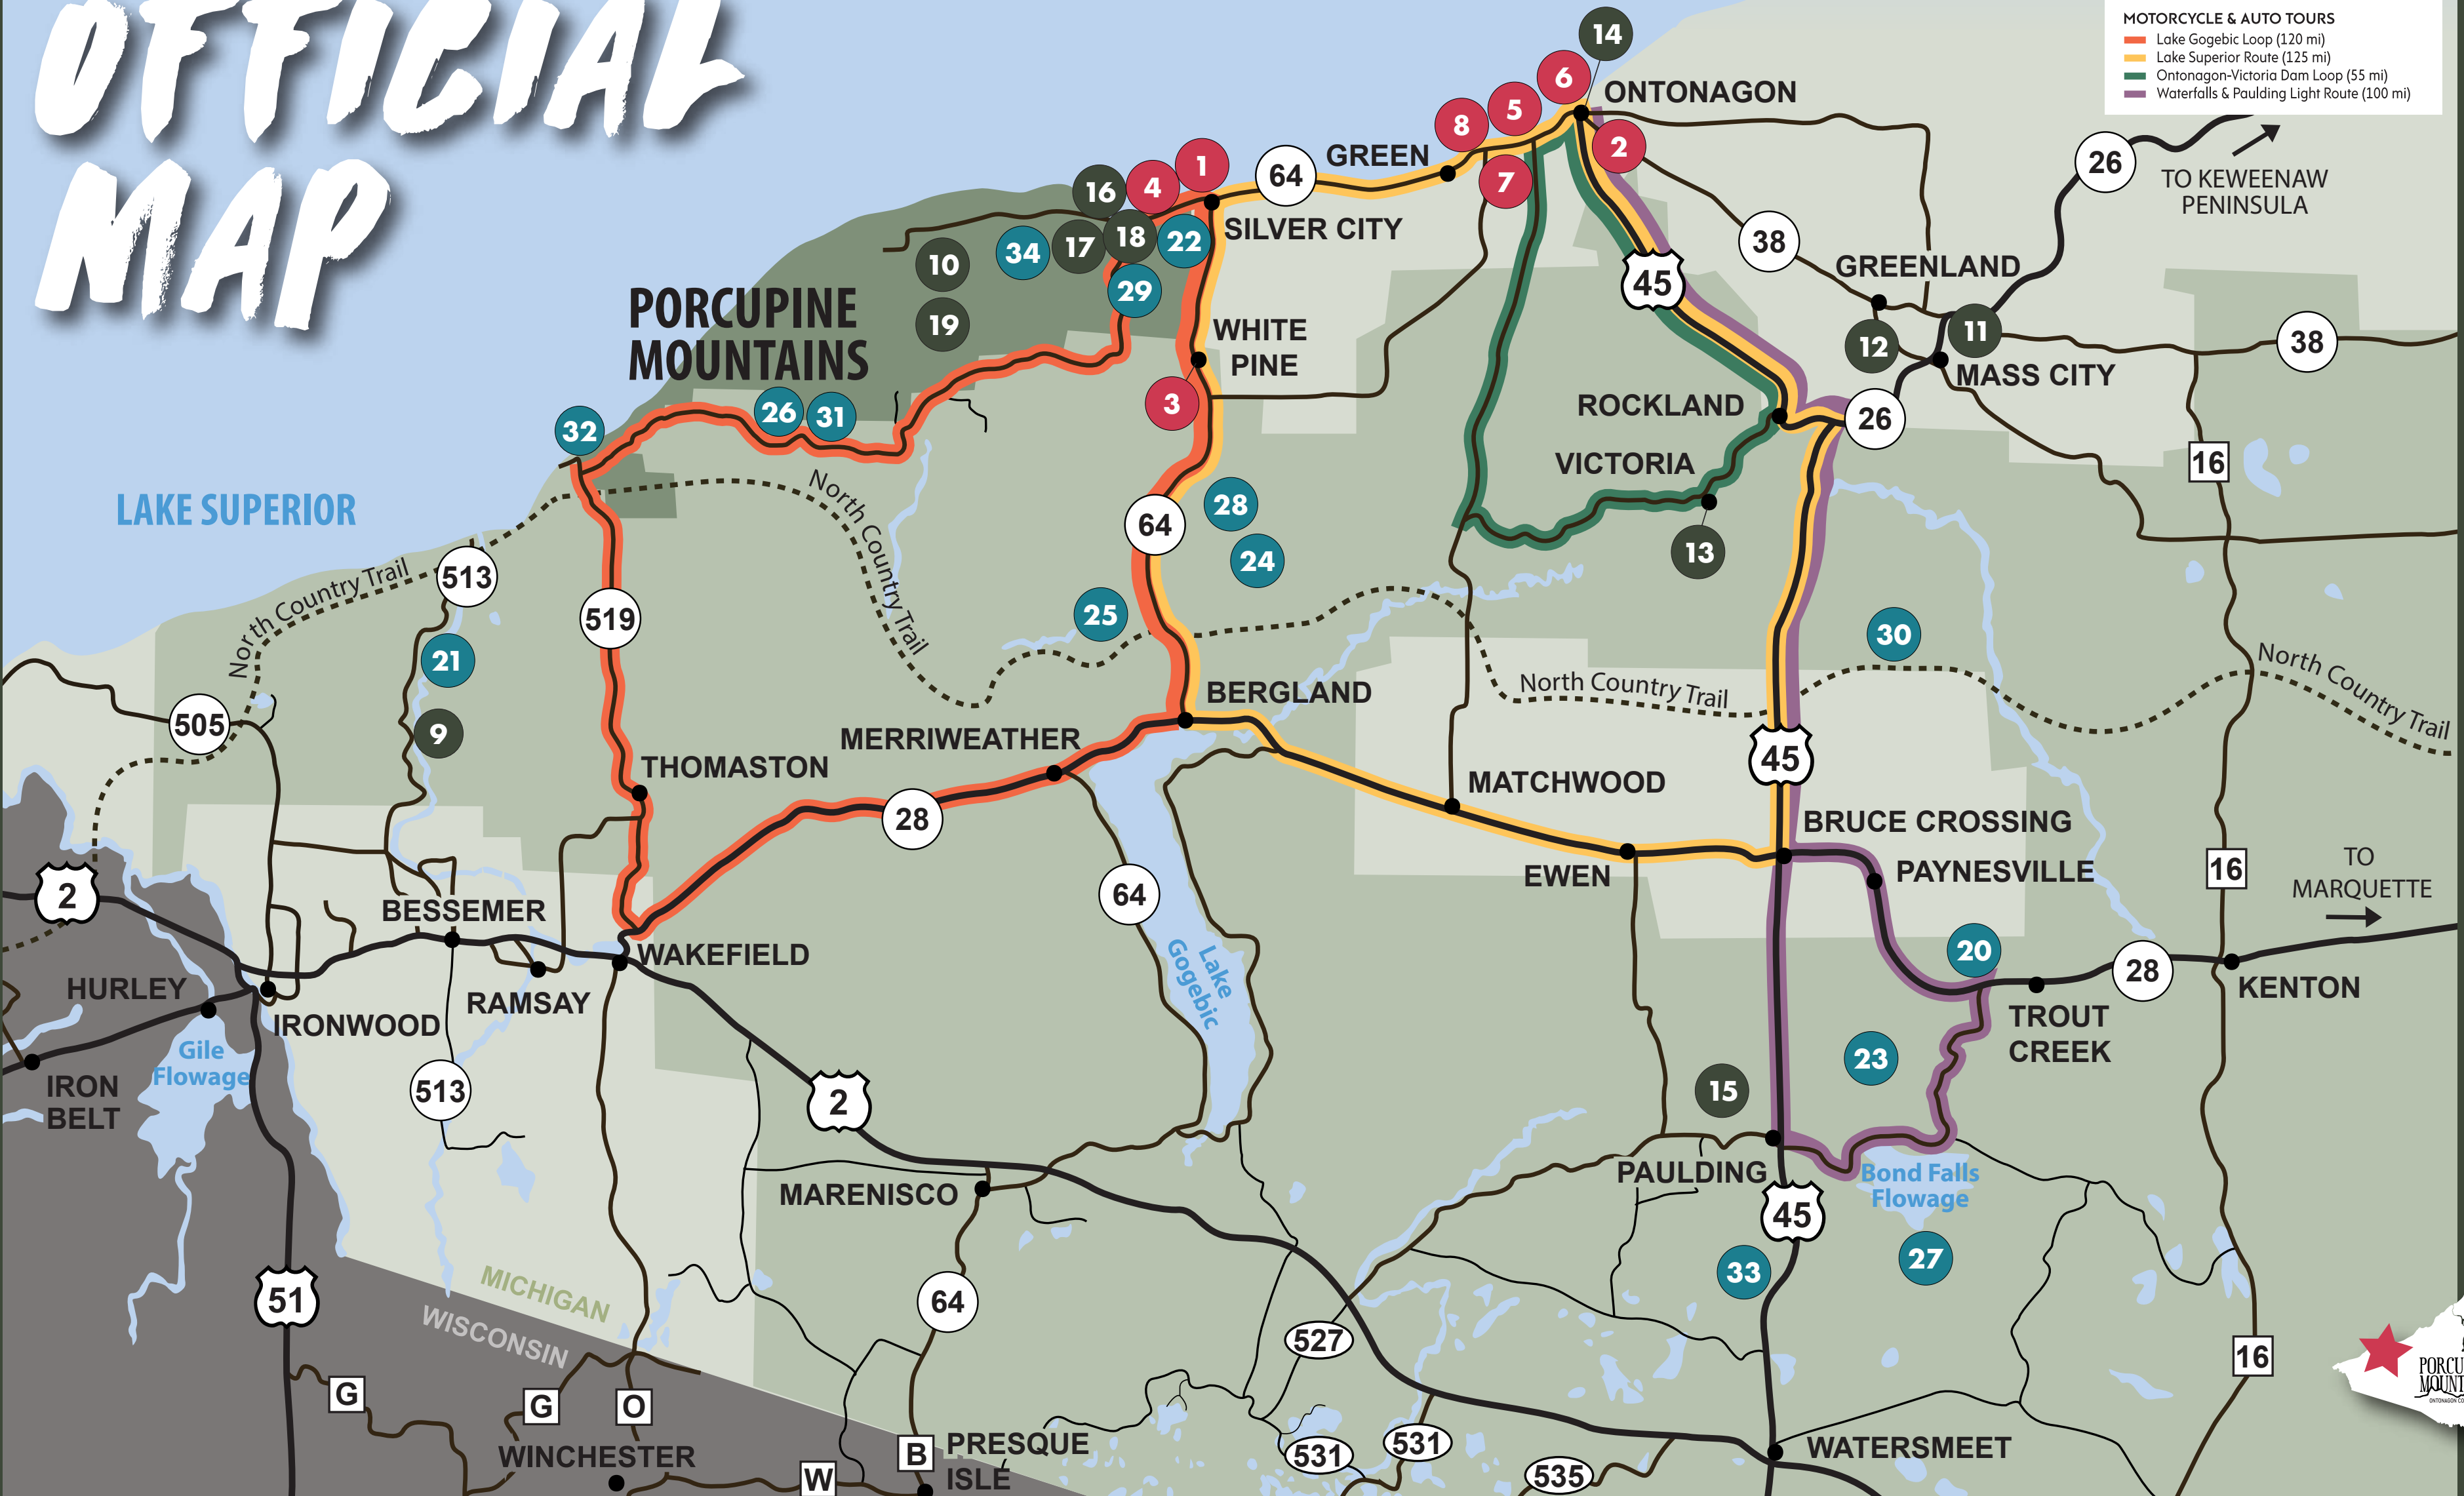 OFFICIAL
MAP
MOTORCYCLE & AUTO TOURS
Lake Gogebic Loop (120 mi)
Lake Superior Route (125 mi)
Ontonagon-Victoria Dam Loop (55 mi)
Waterfalls & Paulding Light Route (100 mi)
14
6
ONTONAGON
5
8
2
26
TO KEWEENAW
PENINSULA
GREEN
1
64
7
4
16
SILVER CITY
38
22
18
17
34
10
29
45
GREENLAND
19
PORCUPINE
MOUNTAINS
WHITE
PINE
11
12
38
MASS CITY
3
ROCKLAND
26
26
31
32
VICTORIA
16
North Country Trail
LAKE SUPERIOR
28
64
24
13
513
North Country Trail
519
25
30
21
North Country Trail
North Country Trail
BERGLAND
505
9
MERRIWEATHER
45
THOMASTON
MATCHWOOD
28
BRUCE CROSSING
EWEN
PAYNESVILLE
16
TO
MARQUETTE
2
64
BESSEMER
WAKEFIELD
20
28
Lake
Gogebic
HURLEY
RAMSAY
KENTON
IRONWOOD
TROUT
CREEK
Gile
Flowage
23
IRON
BELT
513
15
2
PAULDING
Bond Falls
Flowage
MARENISCO
45
33
27
MICHIGAN
51
64
WISCONSIN
527
16
G
G
O
531
531
WINCHESTER
B
PRESQUE
ISLE
WATERSMEET
W
535